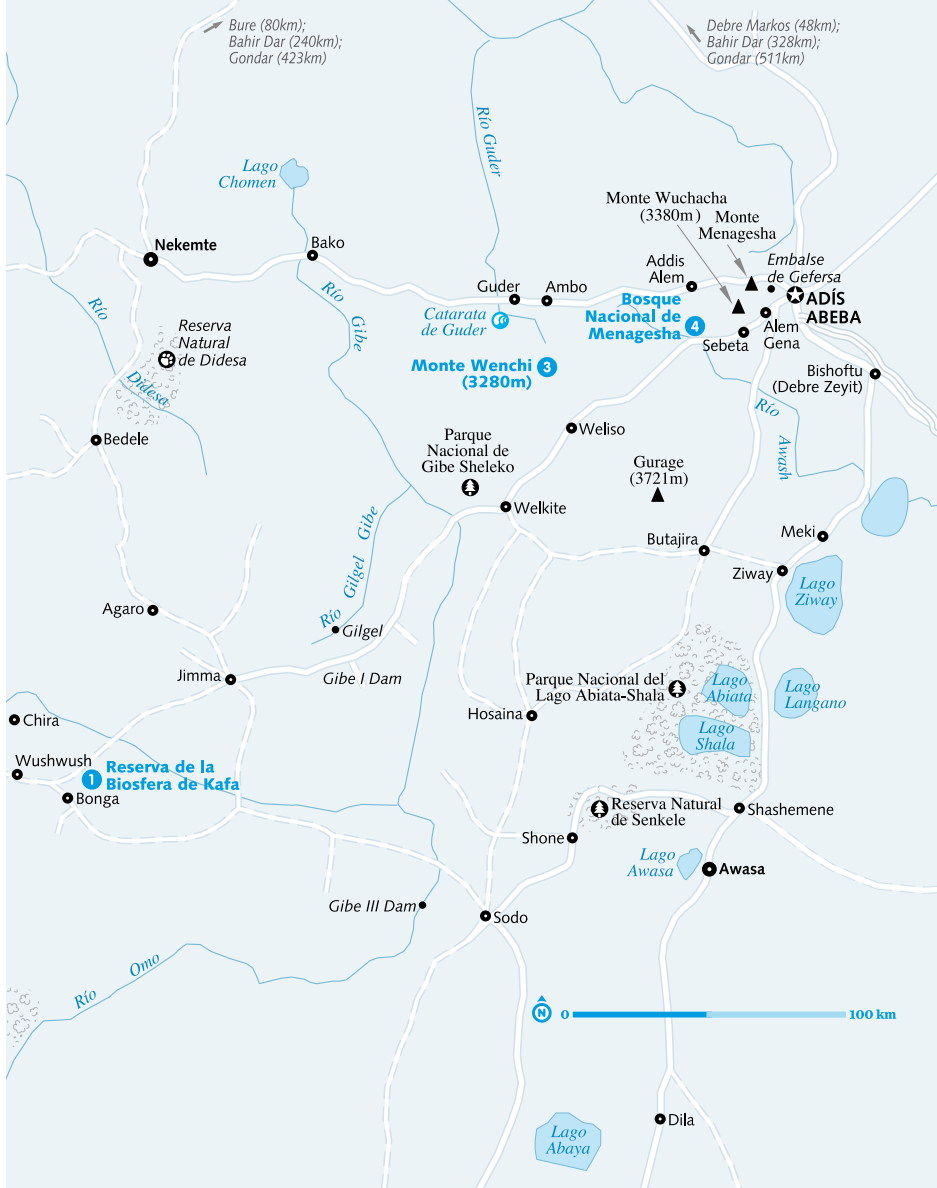 Bure (80km);
Bahir Dar (240km);
Gondar (423km)
Debre Markos (48km);
Bahir Dar (328km);
Gondar (511km)
Río Guder
Lago
Chomen
Monte Wuchacha
(3380m)
Monte
Menagesha
Nekemte
Bako
Addis
Alem
Embalse
de Gefersa
Guder
Ambo
ADÍS
ABEBA
Río
Gibe
Catarata
de Guder
Bosque
Nacional de
Menagesha
4
Alem
Gena
Sebeta
Reserva
Natural
de Didesa
Río
Didesa
Monte Wenchi
(3280m)
3
Bishoftu
(Debre Zeyit)
Río
Awash
Bedele
Weliso
Parque
Nacional de
Gibe Sheleko
Gurage
(3721m)
Welkite
Butajira
Meki
Ziway
Lago
Ziway
Río Gilgel Gibe
Agaro
Gilgel
Gibe I Dam
Jimma
Parque Nacional del
Lago Abiata-Shala
Lago
Abiata
Lago
Langano
Hosaina
Lago
Shala
Chira
Wushwush
1
Reserva de la
Biosfera de Kafa
Bonga
Reserva Natural
de Senkele
Shashemene
Shone
Lago
Awasa
Awasa
Gibe III Dam
Sodo
Río Omo
N
0
100 km
Dila
Lago
Abaya